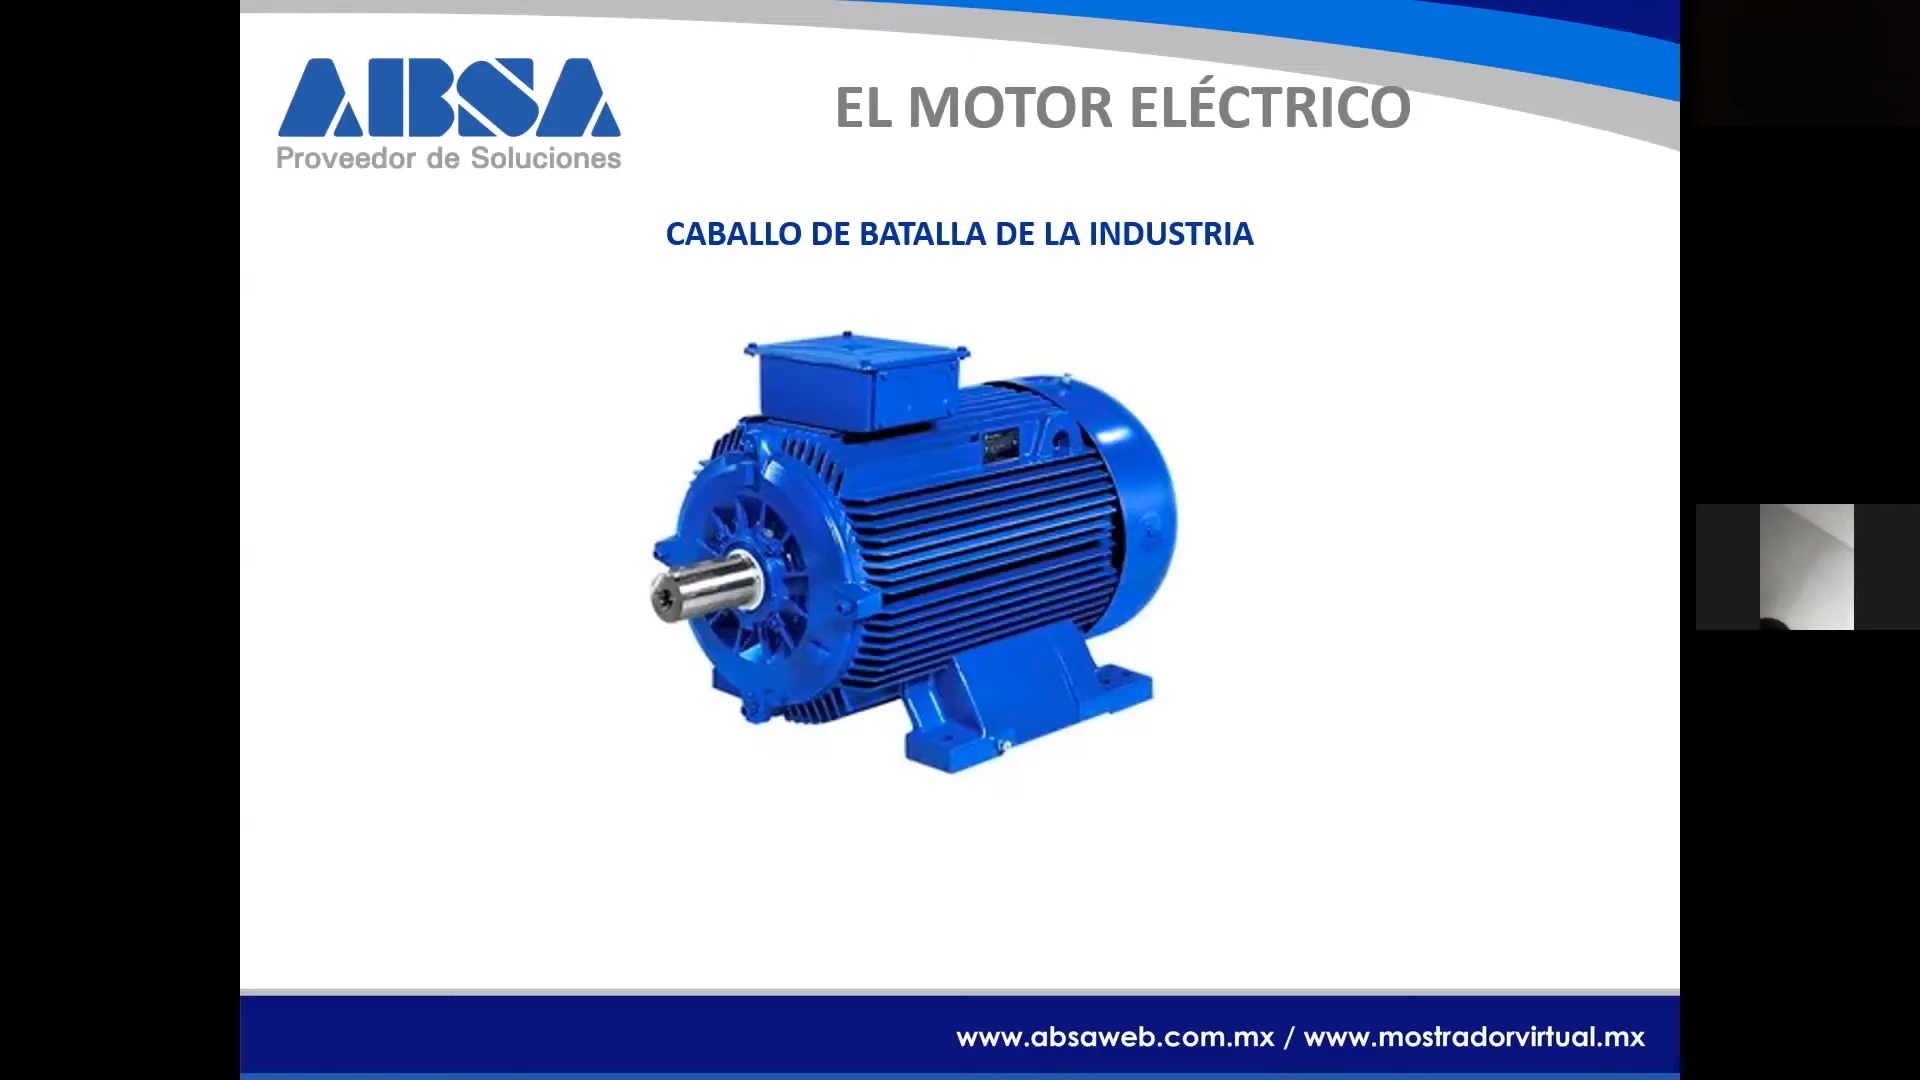 ABSA
Proveedor de Soluciones
EL MOTOR ELÉCTRICO
CABALLO DE BATALLA DE LA INDUSTRIA
www.absaweb.com.mx / www.mostradorvirtual.mx